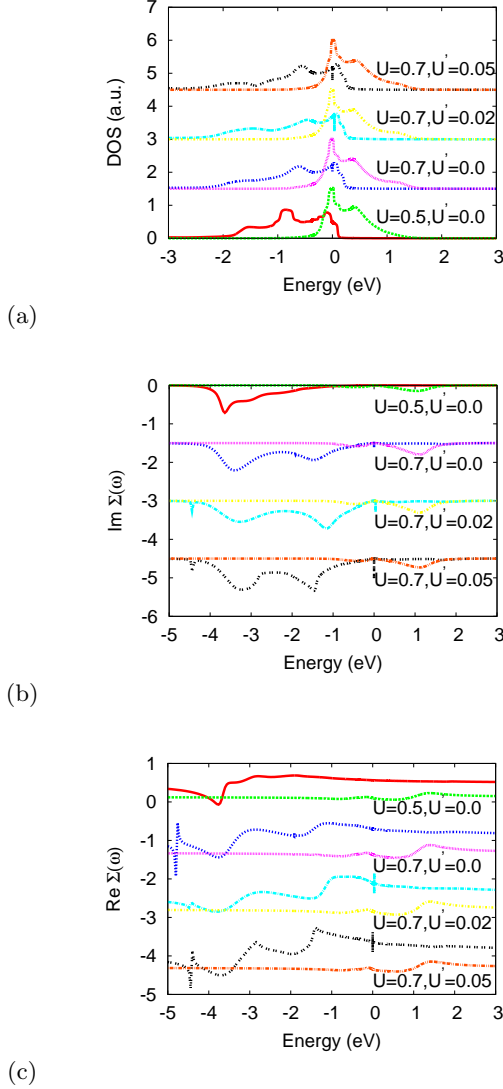 7
6
5
4
3
2
1
0
DOS (a.u.)
U=0.7,U'=0.05
U=0.7,U'=0.02
U=0.7,U'=0.0
U=0.5,U'=0.0
-3 -2 -1 0 1 2 3
Energy (eV)
(a)
0
-1
-2
-3
-4
-5
-6
Im Σ(ω)
U=0.5,U'=0.0
U=0.7,U'=0.0
U=0.7,U'=0.02
U=0.7,U'=0.05
-5 -4 -3 -2 -1 0 1 2 3
Energy (eV)
(b)
1
0
-1
-2
-3
-4
-5
Re Σ(ω)
U=0.5,U'=0.0
U=0.7,U'=0.0
U=0.7,U'=0.02
U=0.7,U'=0.05
-5 -4 -3 -2 -1 0 1 2 3
Energy (eV)
(c)